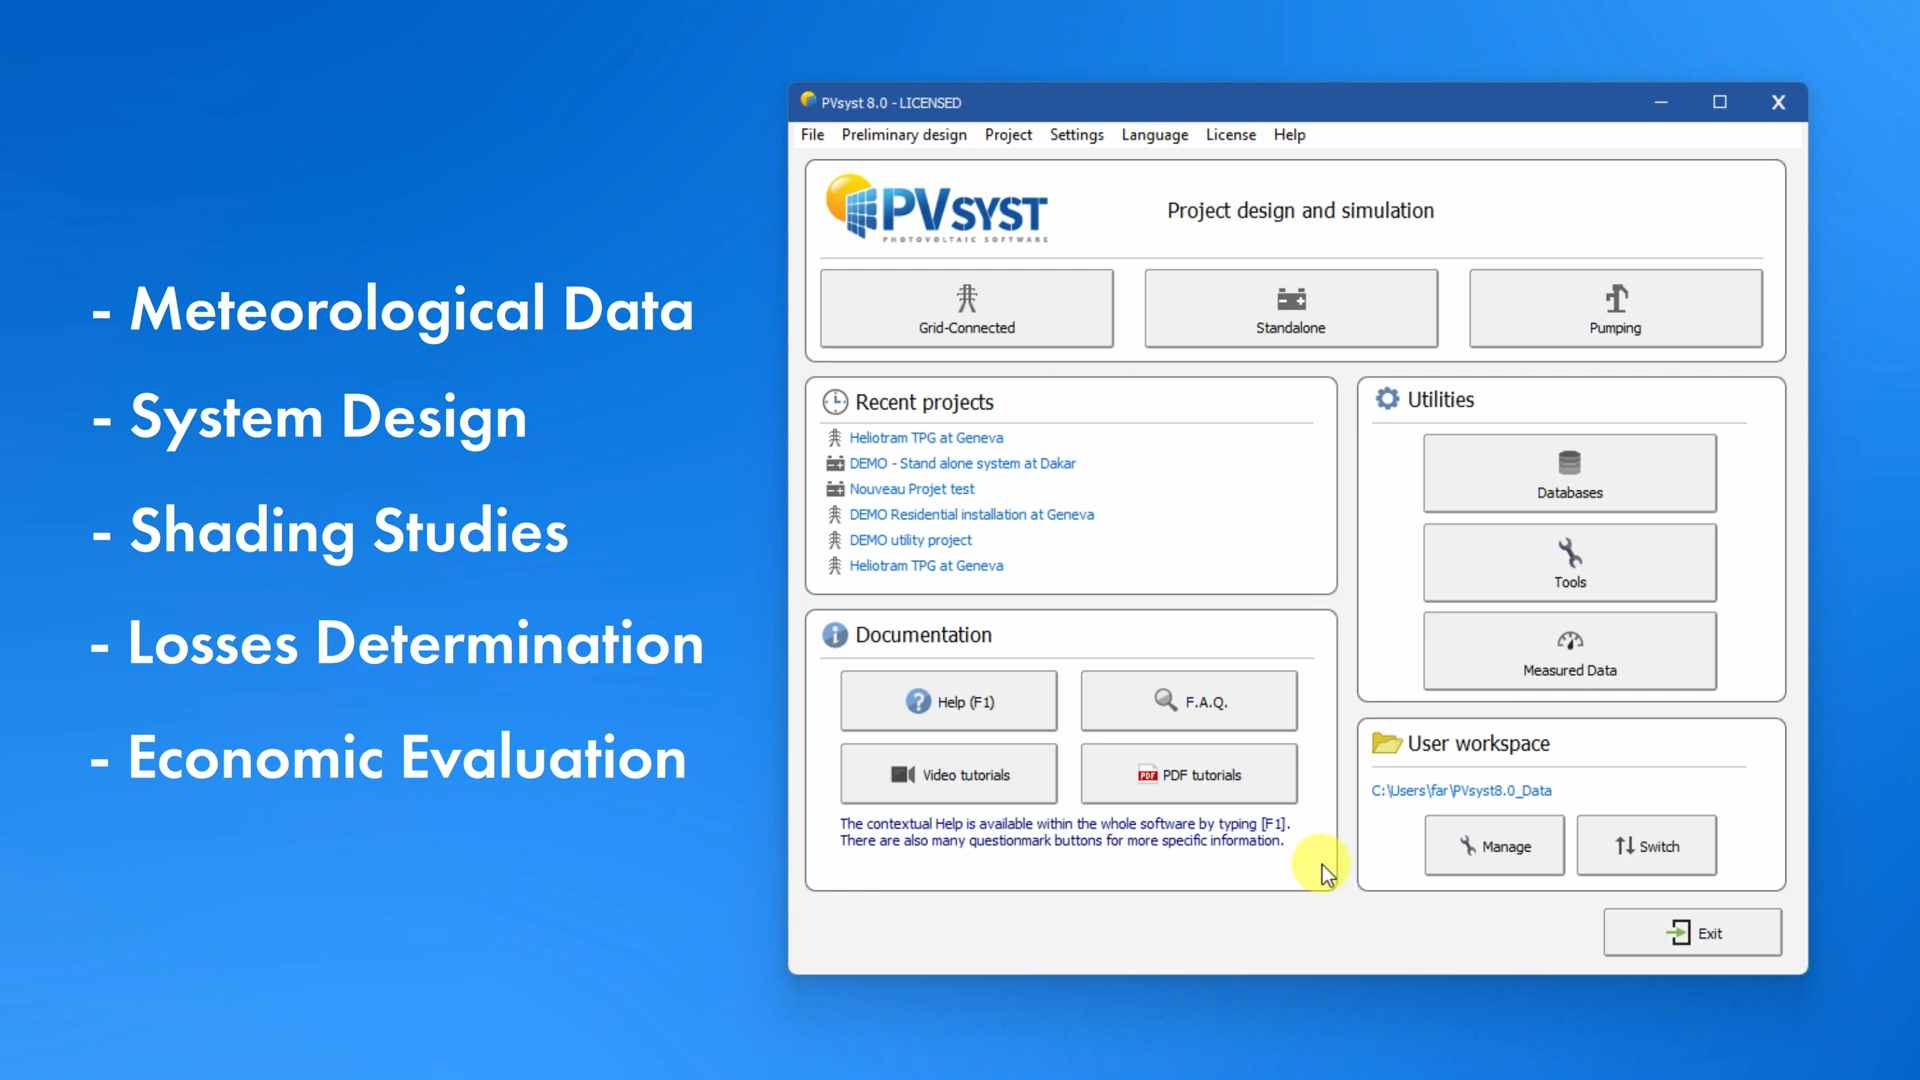 - Meteorological Data
- System Design
- Shading Studies
- Losses Determination
- Economic Evaluation
PVsyst 8.0 - LICENSED
File Preliminary design Project Settings Language License Help
PVSYST
PHOTOVOLTAIC SOFTWARE
Project design and simulation
Grid-Connected
Standalone
Pumping
Recent projects
Heliotram TPG at Geneva
DEMO - Stand alone system at Dakar
Nouveau Projet test
DEMO Residential installation at Geneva
DEMO utility project
Heliotram TPG at Geneva
Documentation
Help (F1)
F.A.Q.
Video tutorials
PDF PDF tutorials
The contextual Help is available within the whole software by typing [F1].
There are also many questionmark buttons for more specific information.
Utilities
Databases
Tools
Measured Data
User workspace
C:\Users\far\PVsyst8.0_Data
Manage
Switch
Exit